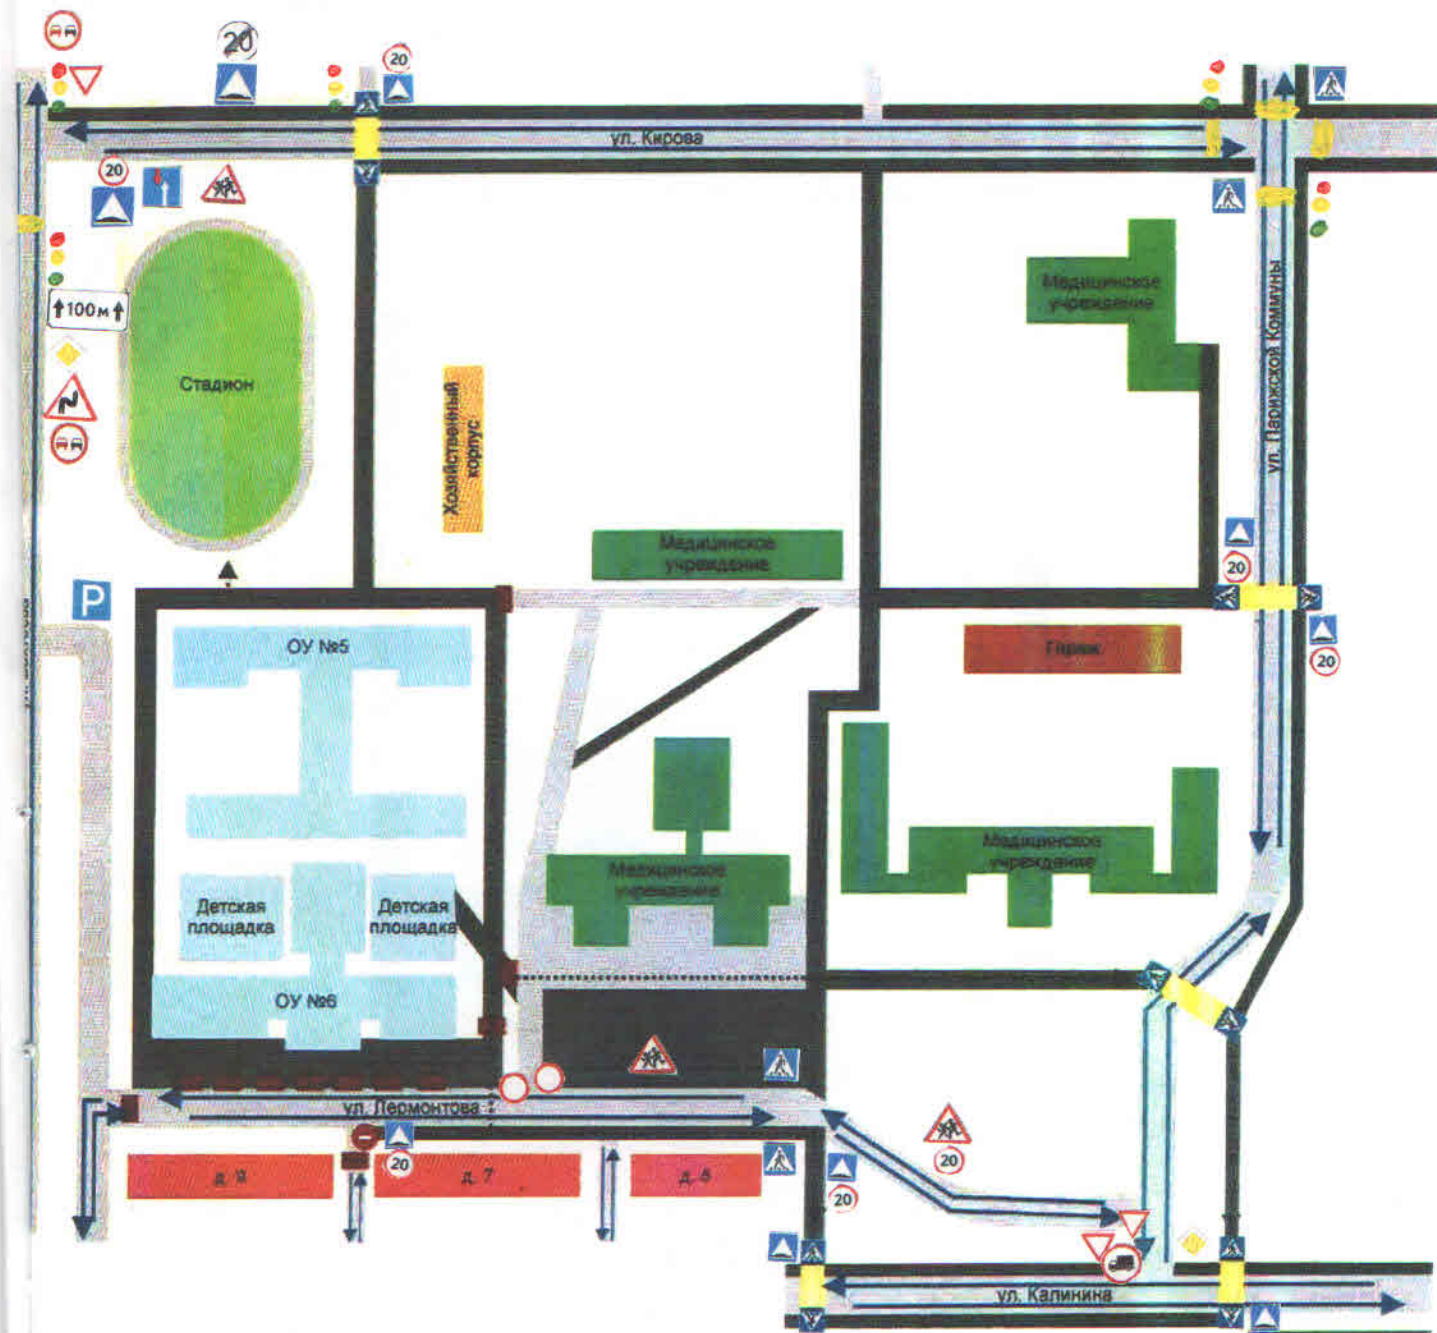 20
20
ул. Кирова
20
↑100м↑
Медицинское
учреждение
ул. Парижской Коммуны
Стадион
Хозяйственный
корпус
Медицинское
учреждение
20
P
ОУ №5
Гараж
20
Медицинское
учреждение
Медицинское
учреждение
Детская
площадка
Детская
площадка
ОУ №6
ул. Лермонтова
20
д. 9
д. 7
20
20
ул. Калинина